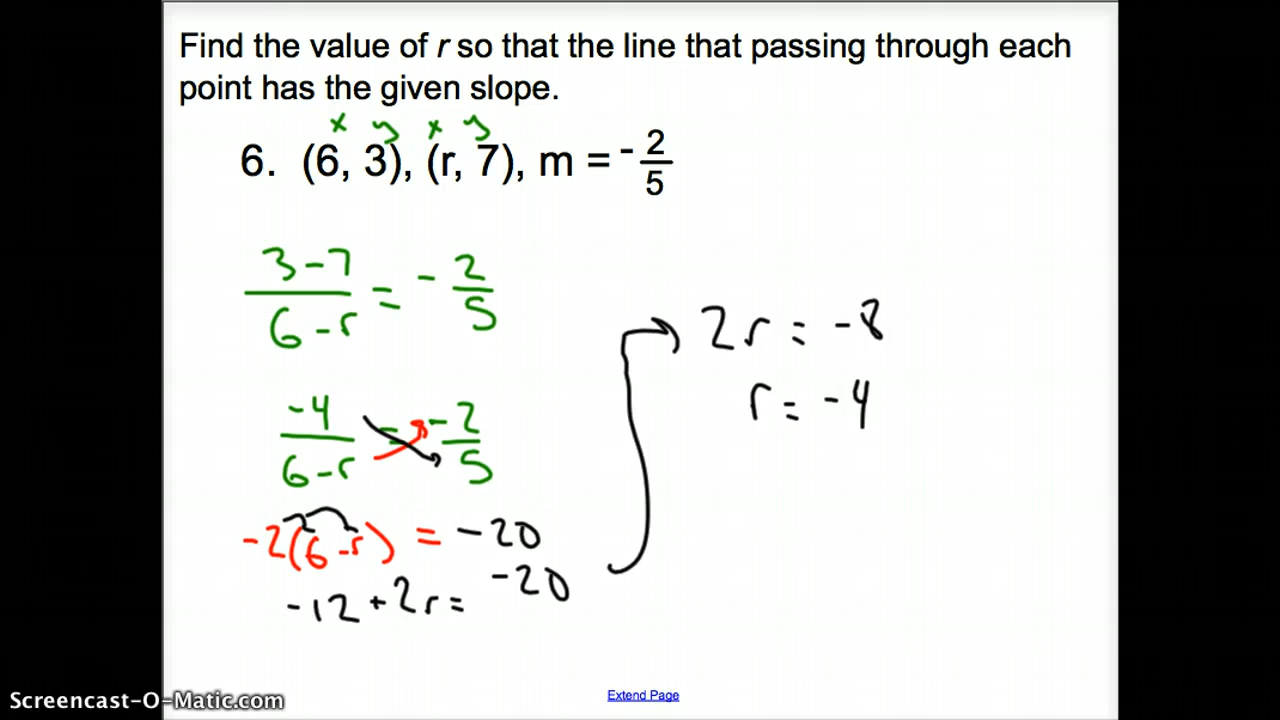 Find the value of r so that the line that passing through each
point has the given slope.
x y x y
6. (6, 3), (r, 7), m = - 2/5
3-7/6-r = - 2/5
2r = -8
r = -4
-4/6-r = -2/5
-2(6-r) = -20
-12 + 2r = -20
Extend Page
Screencast-O-Matic.com